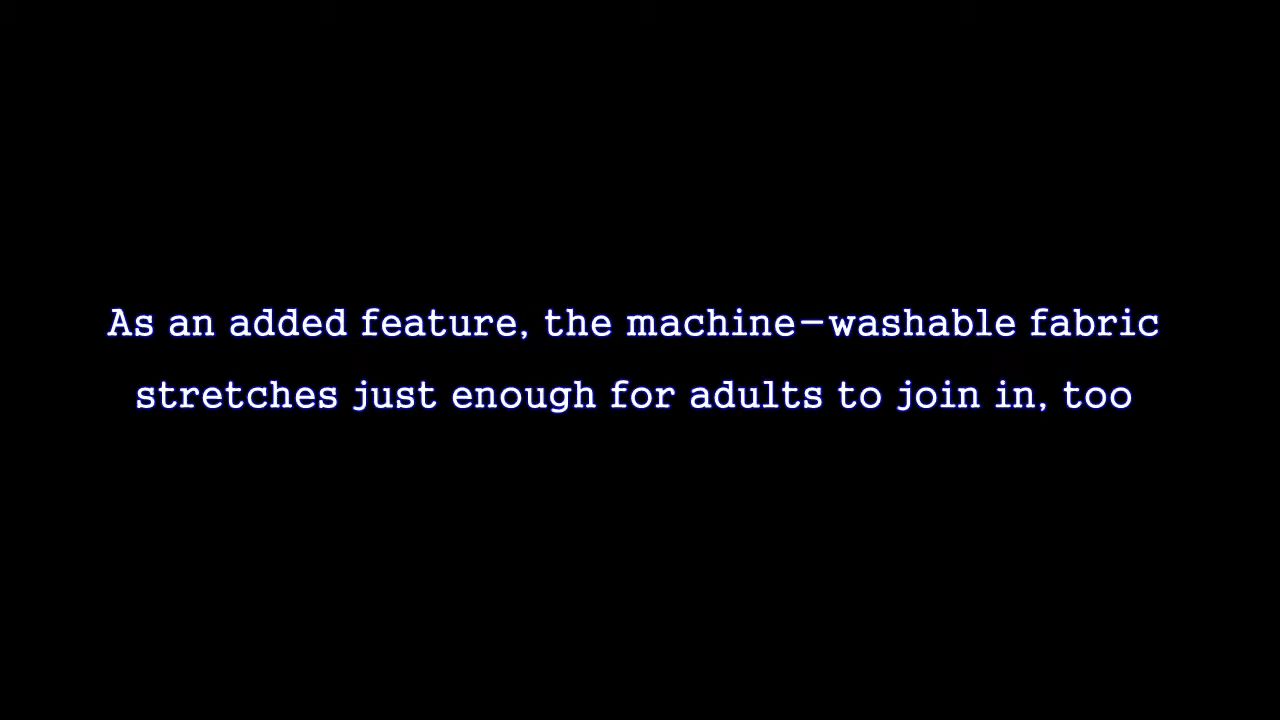 As an added feature, the machine-washable fabric
stretches just enough for adults to join in, too